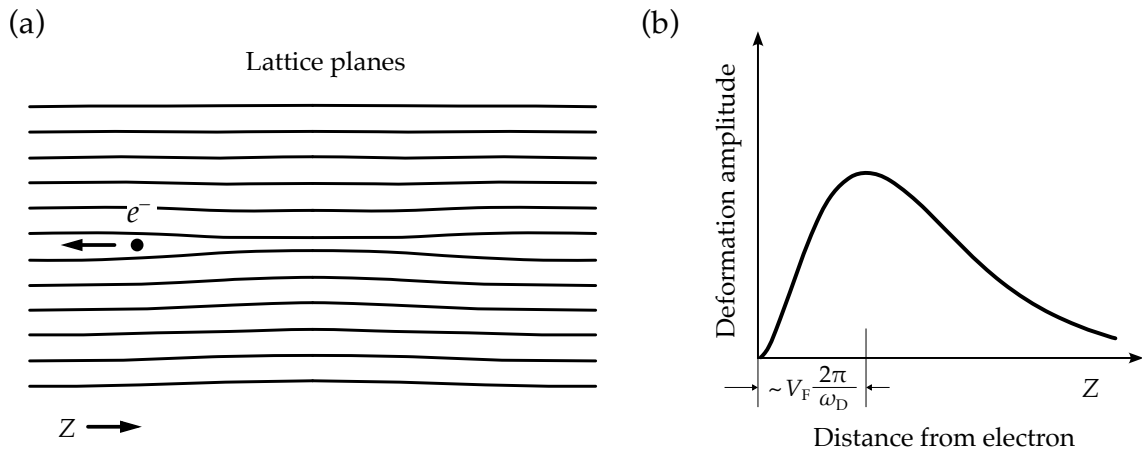 (a)
Lattice planes
e⁻
Z
(b)
Deformation amplitude
~ V_F 2π/ω_D
Z
Distance from electron